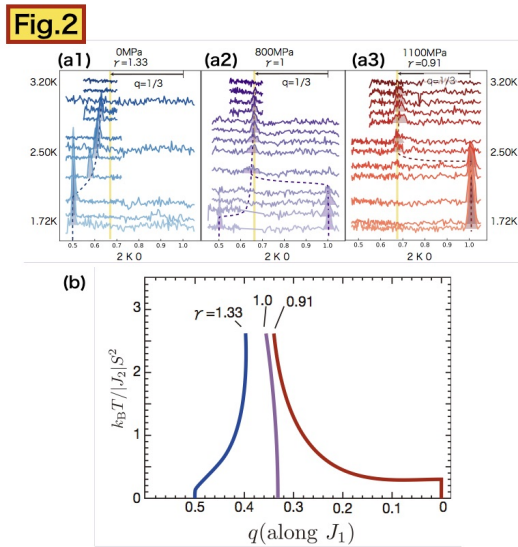 Fig.2
(a1)
0MPa
γ=1.33
(a2)
800MPa
γ=1
(a3)
1100MPa
γ=0.91
q=1/3
q=1/3
q=1/3
3.20K
2.50K
1.72K
3.20K
2.50K
1.72K
0.5 0.6 0.7 0.8 0.9 1.0
0.5 0.6 0.7 0.8 0.9 1.0
0.5 0.6 0.7 0.8 0.9 1.0
2 K 0
2 K 0
2 K 0
(b)
γ=1.33
1.0
0.91
3
2
1
0
k_BT/|J_2|S^2
0.5 0.4 0.3 0.2 0.1 0
q(along J_1)